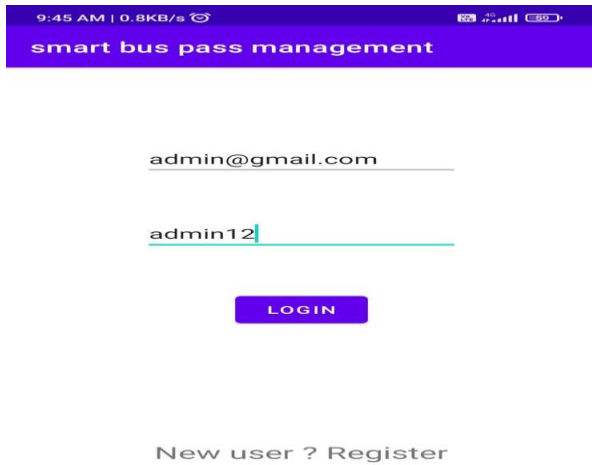 9:45 AM | 0.8KB/s
smart bus pass management
admin@gmail.com
admin12
LOGIN
New user ? Register